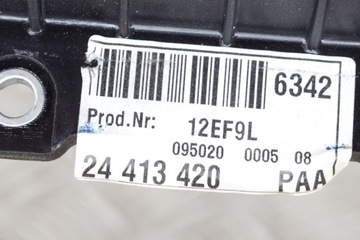 6342
Prod.Nr: 12EF9L
095020 0005 08
24 413 420 PAA